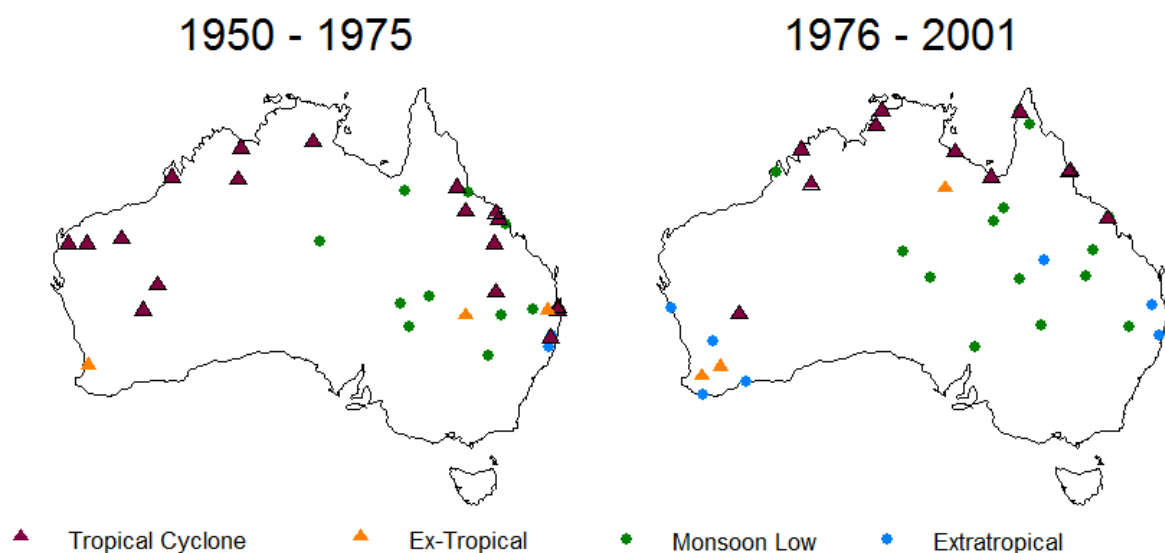 1950 - 1975
1976 - 2001
Tropical Cyclone
Ex-Tropical
Monsoon Low
Extratropical